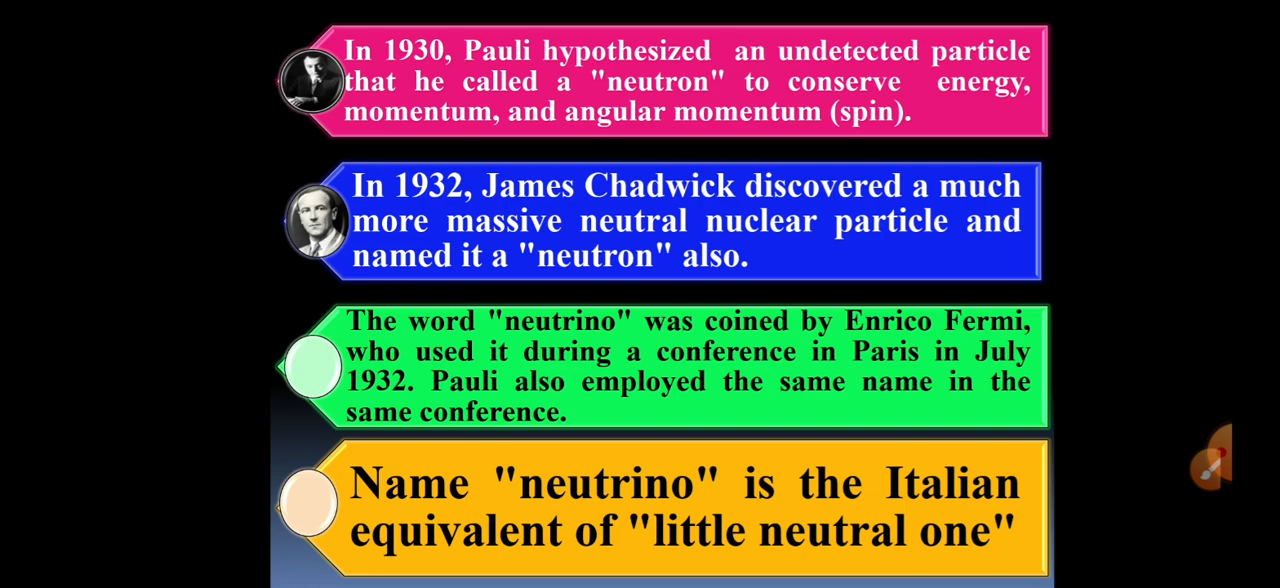 In 1930, Pauli hypothesized an undetected particle
that he called a "neutron" to conserve energy,
momentum, and angular momentum (spin).
In 1932, James Chadwick discovered a much
more massive neutral nuclear particle and
named it a "neutron" also.
The word "neutrino" was coined by Enrico Fermi,
who used it during a conference in Paris in July
1932. Pauli also employed the same name in the
same conference.
Name "neutrino" is the Italian
equivalent of "little neutral one"